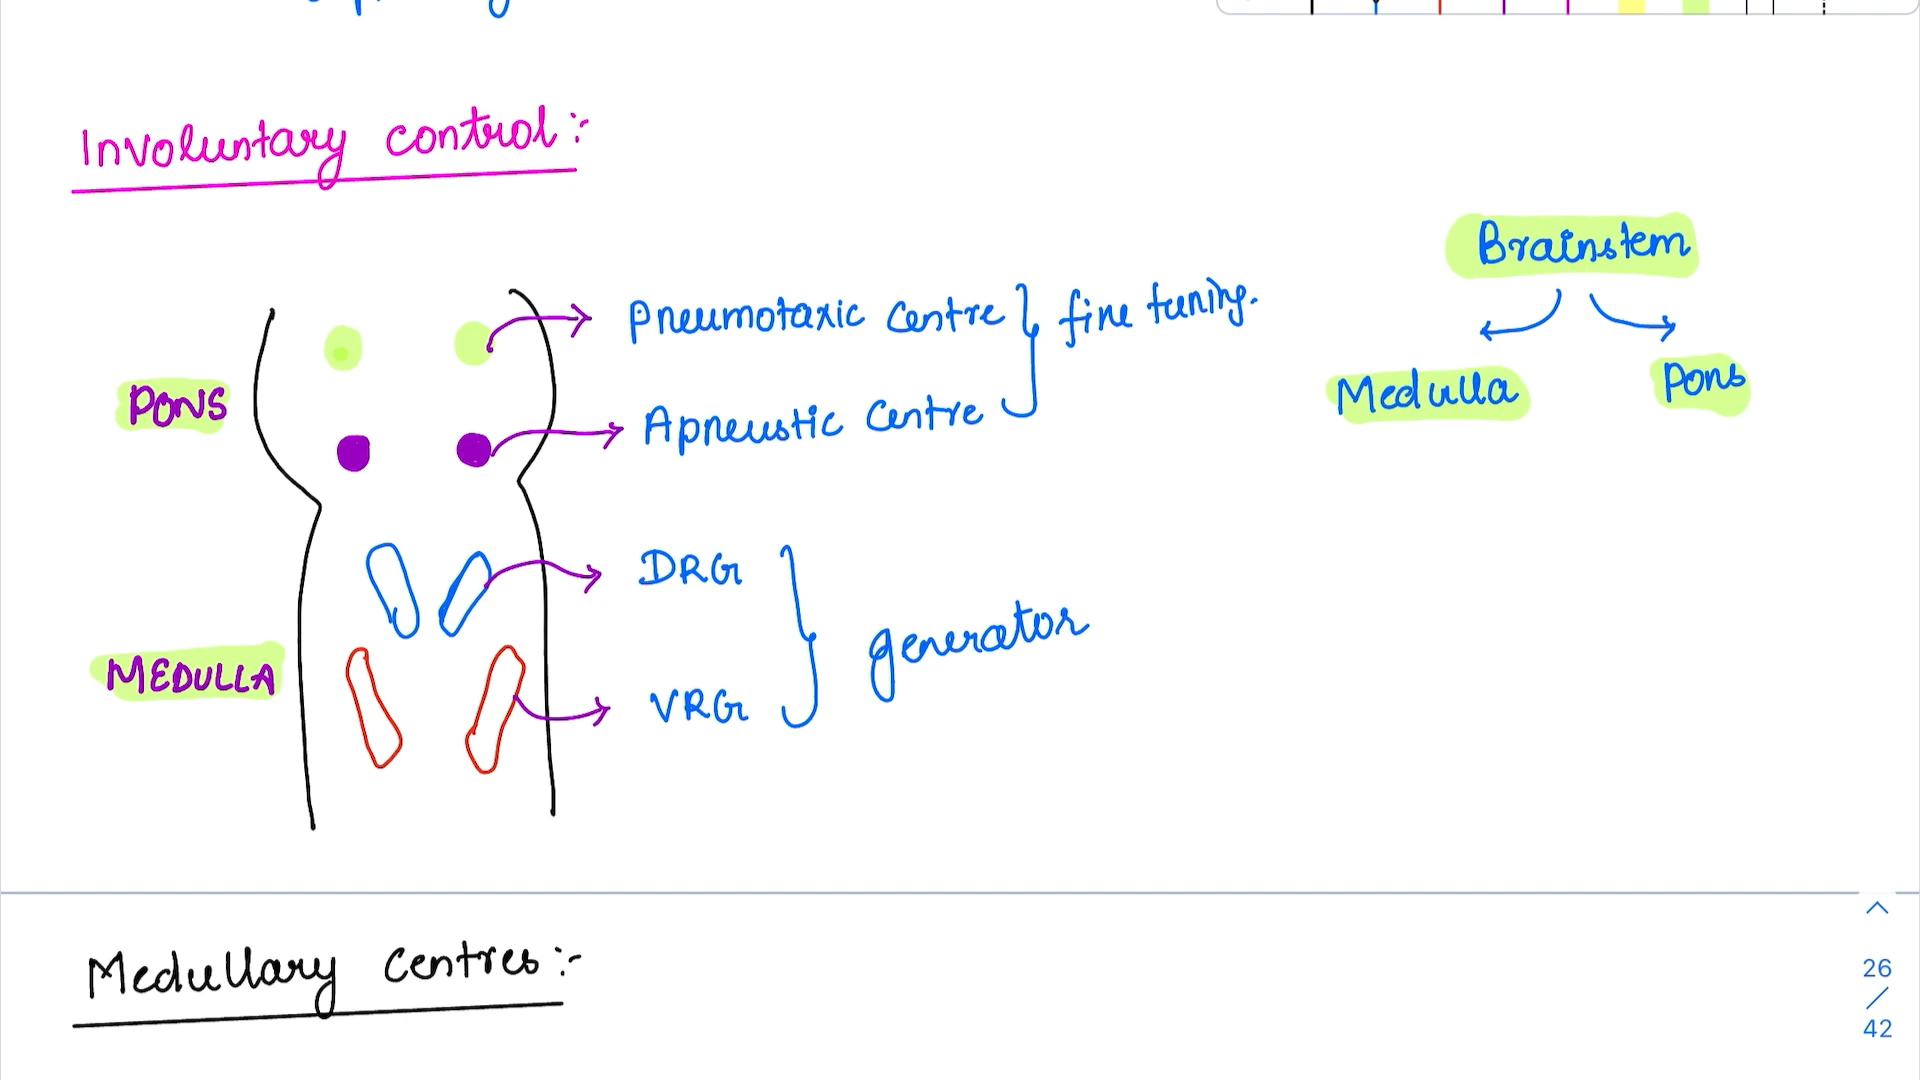 Involuntary control :-
Brainstem
Pneumotaxic Centre } fine tuning.
PONS
Medulla
Pons
Apneustic Centre
DRG
generator
MEDULLA
VRG
Medullary Centres :-
26
/
42